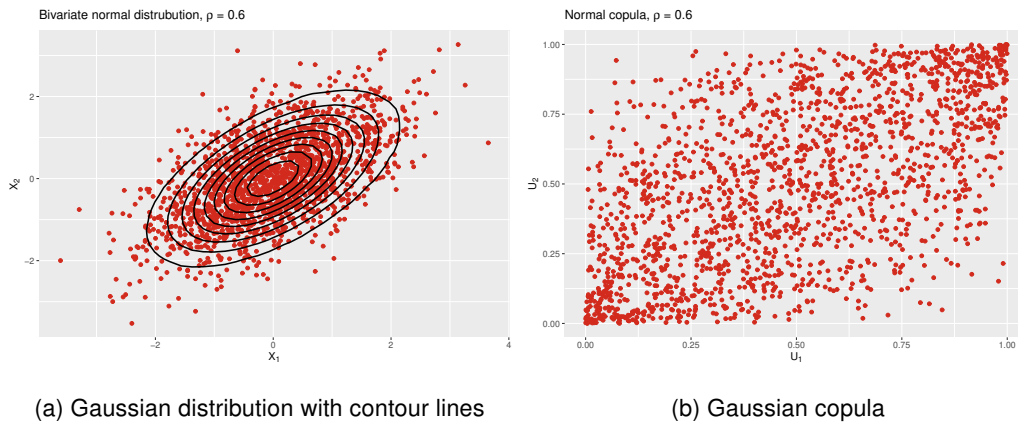 Bivariate normal distrubution, ρ = 0.6
2
0
−2
X2
−2
0
2
4
X1
(a) Gaussian distribution with contour lines
Normal copula, ρ = 0.6
1.00
0.75
0.50
0.25
0.00
U2
0.00
0.25
0.50
0.75
1.00
U1
(b) Gaussian copula